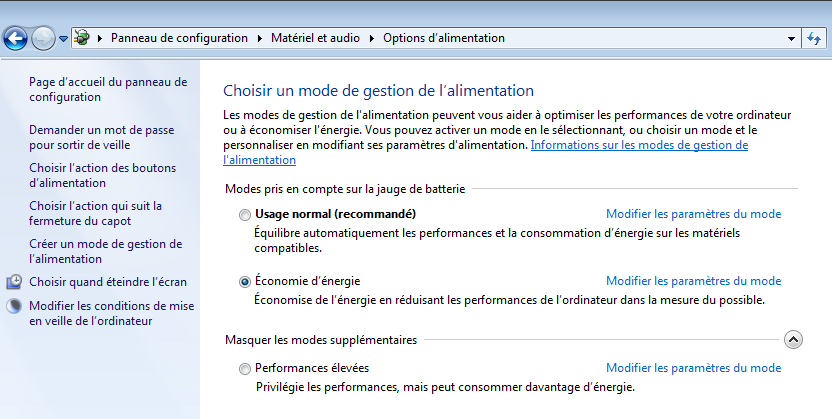 Panneau de configuration Matériel et audio Options d'alimentation
Page d'accueil du panneau de
configuration
Demander un mot de passe
pour sortir de veille
Choisir l'action des boutons
d'alimentation
Choisir l'action qui suit la
fermeture du capot
Créer un mode de gestion de
l'alimentation
Choisir quand éteindre l'écran
Modifier les conditions de mise
en veille de l'ordinateur
Choisir un mode de gestion de l'alimentation
Les modes de gestion de l'alimentation peuvent vous aider à optimiser les performances de votre ordinateur
ou à économiser l'énergie. Vous pouvez activer un mode en le sélectionnant, ou choisir un mode et le
personnaliser en modifiant ses paramètres d'alimentation. Informations sur les modes de gestion de
l'alimentation
Modes pris en compte sur la jauge de batterie
Usage normal (recommandé) Modifier les paramètres du mode
Équilibre automatiquement les performances et la consommation d'énergie sur les matériels
compatibles.
Économie d'énergie Modifier les paramètres du mode
Économise de l'énergie en réduisant les performances de l'ordinateur dans la mesure du possible.
Masquer les modes supplémentaires
Performances élevées Modifier les paramètres du mode
Privilégie les performances, mais peut consommer davantage d'énergie.